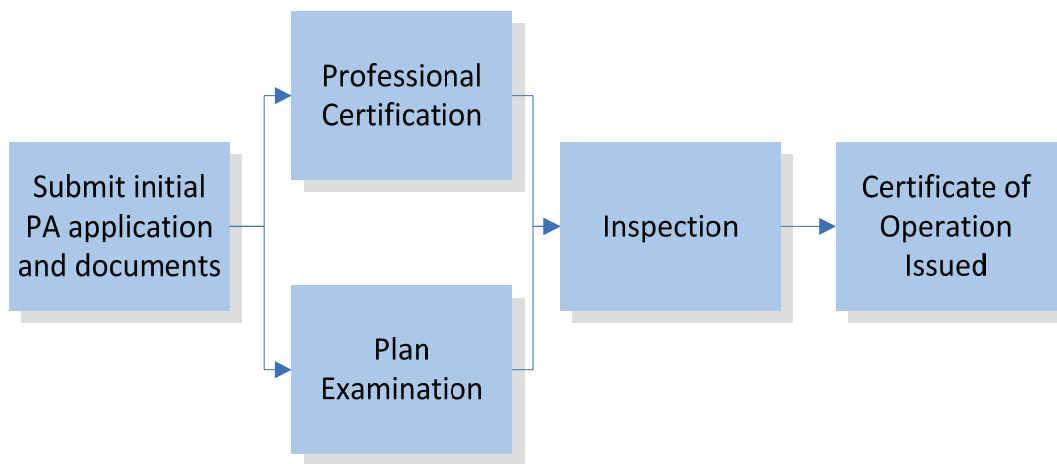 Submit initial
PA application
and documents
Professional
Certification
Plan
Examination
Inspection
Certificate of
Operation
Issued